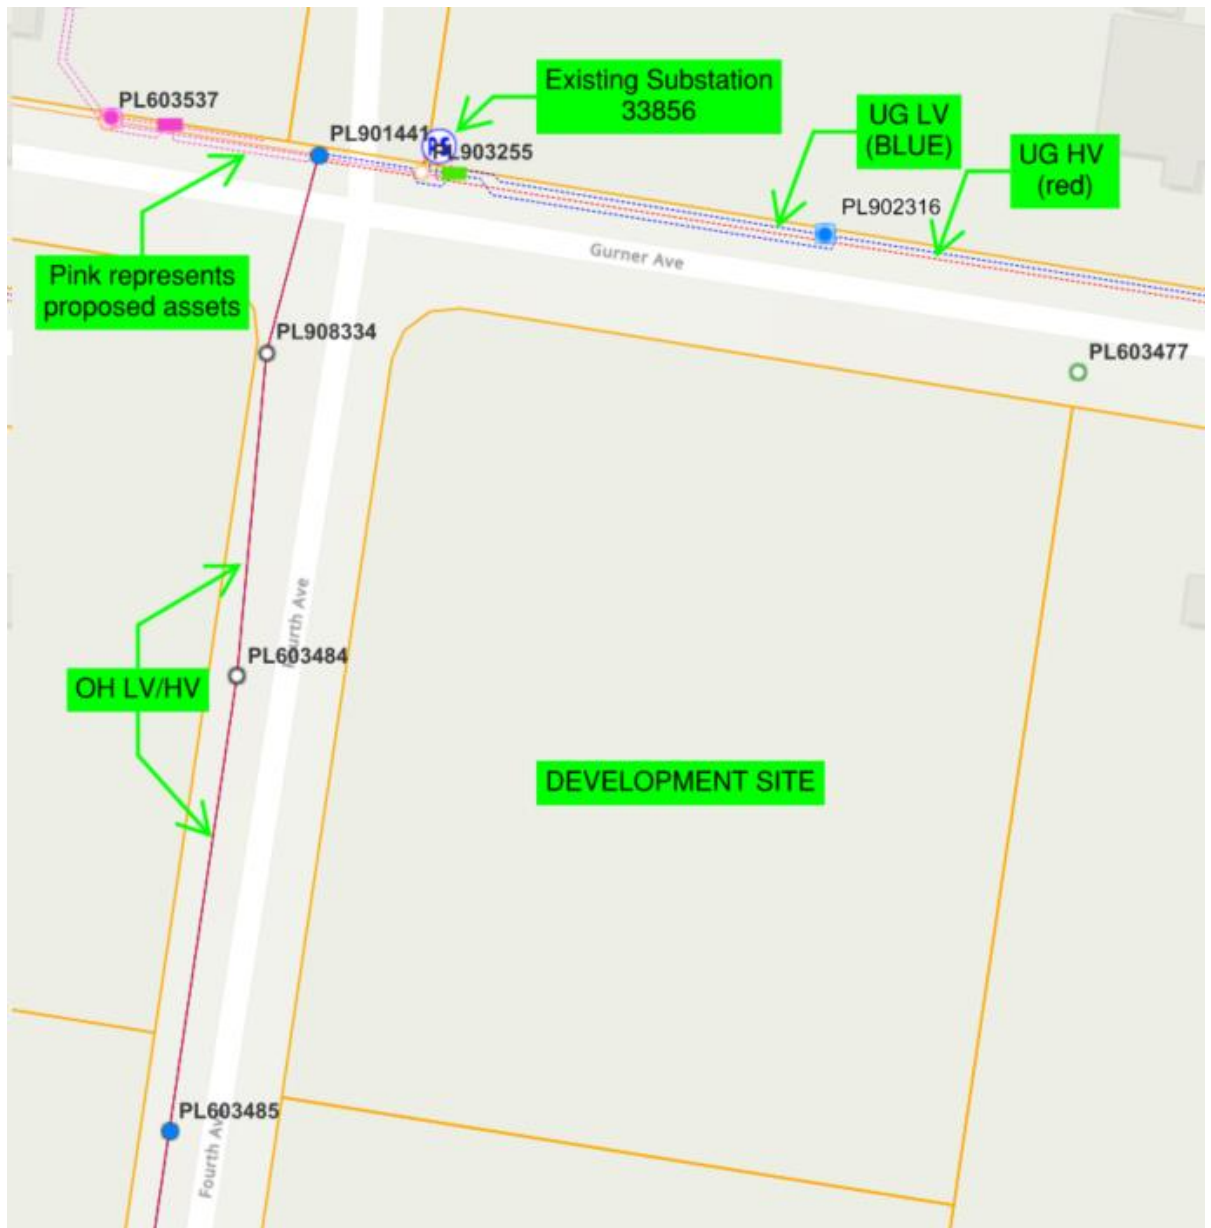 PL603537
Existing Substation
33856
PL901441
PL903255
UG LV
(BLUE)
UG HV
(red)
PL902316
Gurner Ave
Pink represents
proposed assets
PL908334
PL603477
Fourth Ave
PL603484
OH LV/HV
DEVELOPMENT SITE
PL603485
Fourth Ave